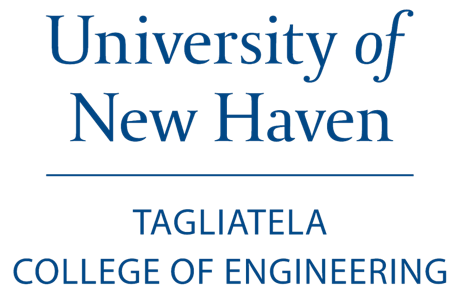 University of
New Haven
TAGLIATELA
COLLEGE OF ENGINEERING